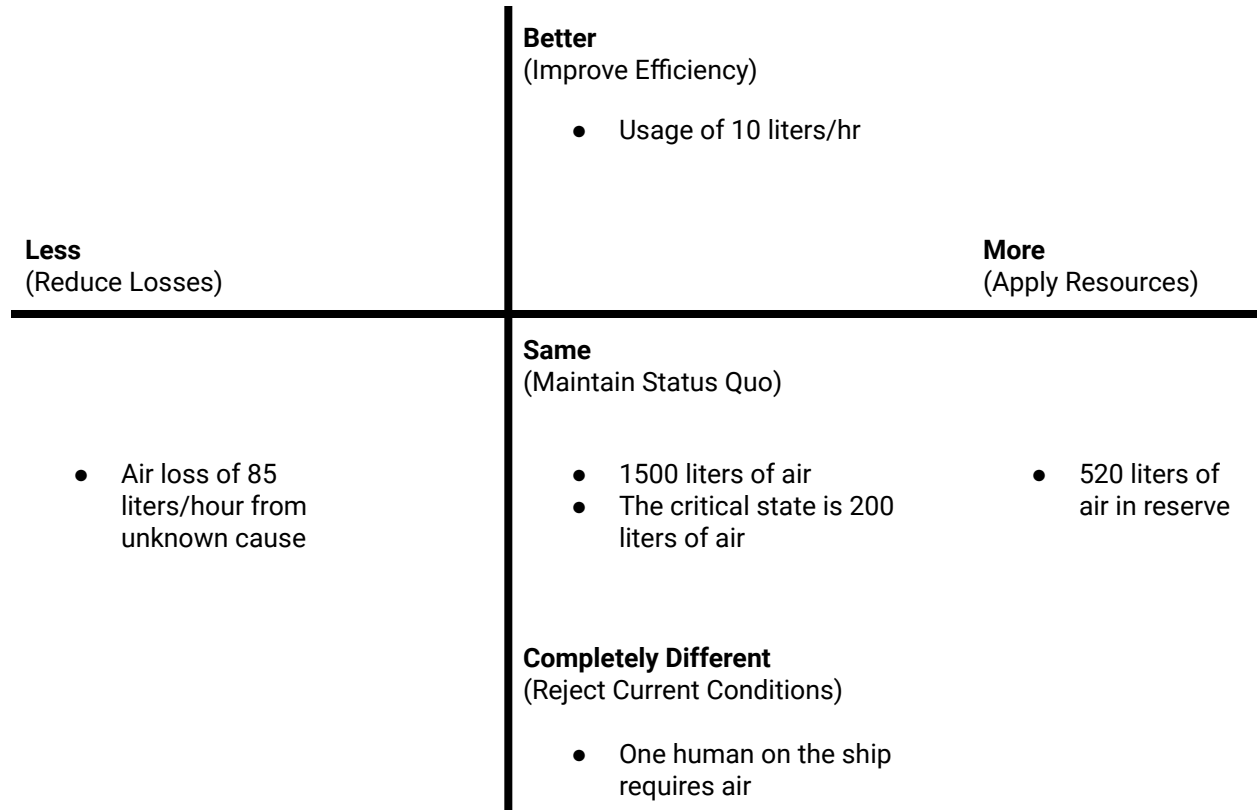 Better
(Improve Efficiency)
● Usage of 10 liters/hr
Less
(Reduce Losses)
More
(Apply Resources)
Same
(Maintain Status Quo)
● Air loss of 85
liters/hour from
unknown cause
● 1500 liters of air
● The critical state is 200
liters of air
● 520 liters of
air in reserve
Completely Different
(Reject Current Conditions)
● One human on the ship
requires air